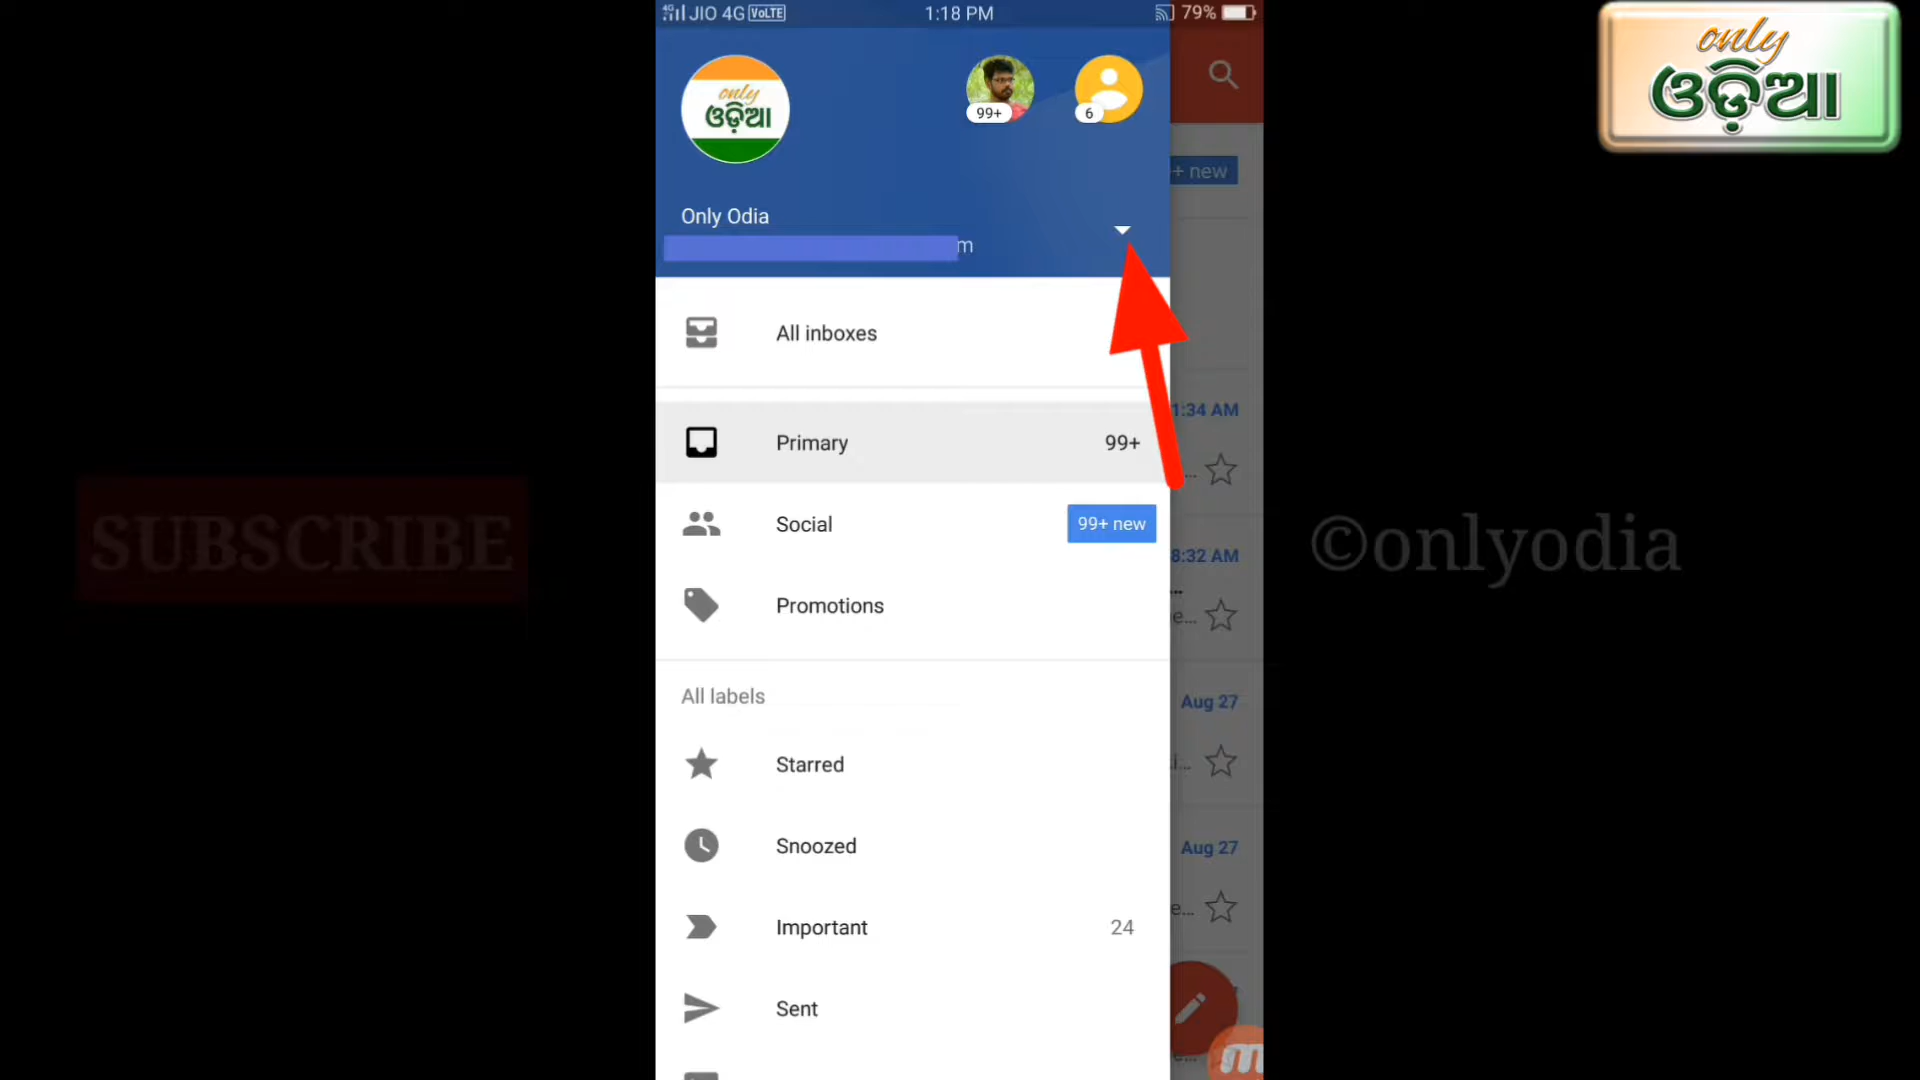 JIO 4G VoLTE 1:18 PM 79%
only
ଓଡ଼ିଆ
only
ଓଡ଼ିଆ
99+
6
+ new
Only Odia
m
All inboxes
1:34 AM
Primary 99+
Social 99+ new
8:32 AM
SUBSCRIBE
©onlyodia
Promotions
e...
All labels
Aug 27
Starred
Snoozed
Aug 27
e...
Important 24
Sent